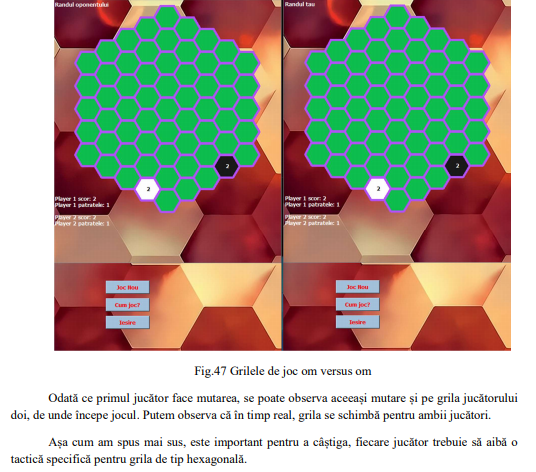 Randul oponentului
Randul tau
2
2
2
2
Player 1 scor: 2
Player 1 patratele: 1
Player 2 scor: 2
Player 2 patratele: 1
Player 1 scor: 2
Player 1 patratele: 1
Player 2 scor: 2
Player 2 patratele: 1
Joc Nou
Cum joc?
Iesire
Joc Nou
Cum joc?
Iesire
Fig.47 Grilele de joc om versus om
Odată ce primul jucător face mutarea, se poate observa aceeași mutare și pe grila jucătorului
doi, de unde începe jocul. Putem observa că în timp real, grila se schimbă pentru ambii jucători.
Așa cum am spus mai sus, este important pentru a câștiga, fiecare jucător trebuie să aibă o
tactică specifică pentru grila de tip hexagonală.